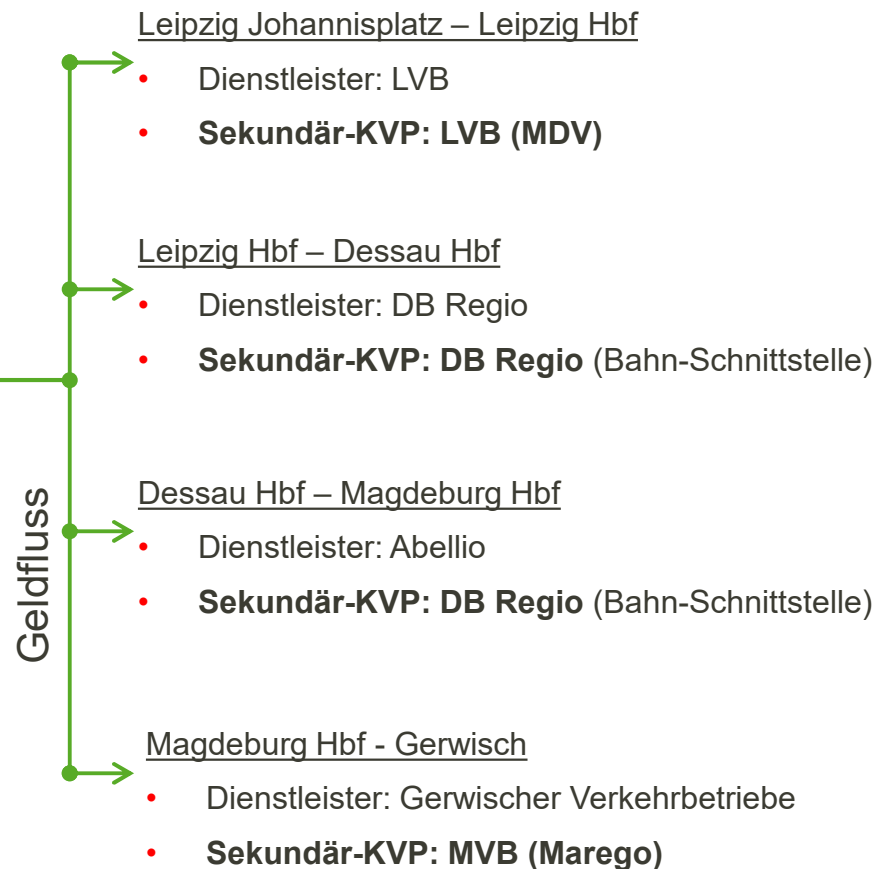 Leipzig Johannisplatz – Leipzig Hbf
• Dienstleister: LVB
• Sekundär-KVP: LVB (MDV)
Leipzig Hbf – Dessau Hbf
• Dienstleister: DB Regio
• Sekundär-KVP: DB Regio (Bahn-Schnittstelle)
Geldfluss
Dessau Hbf – Magdeburg Hbf
• Dienstleister: Abellio
• Sekundär-KVP: DB Regio (Bahn-Schnittstelle)
Magdeburg Hbf - Gerwisch
• Dienstleister: Gerwischer Verkehrbetriebe
• Sekundär-KVP: MVB (Marego)